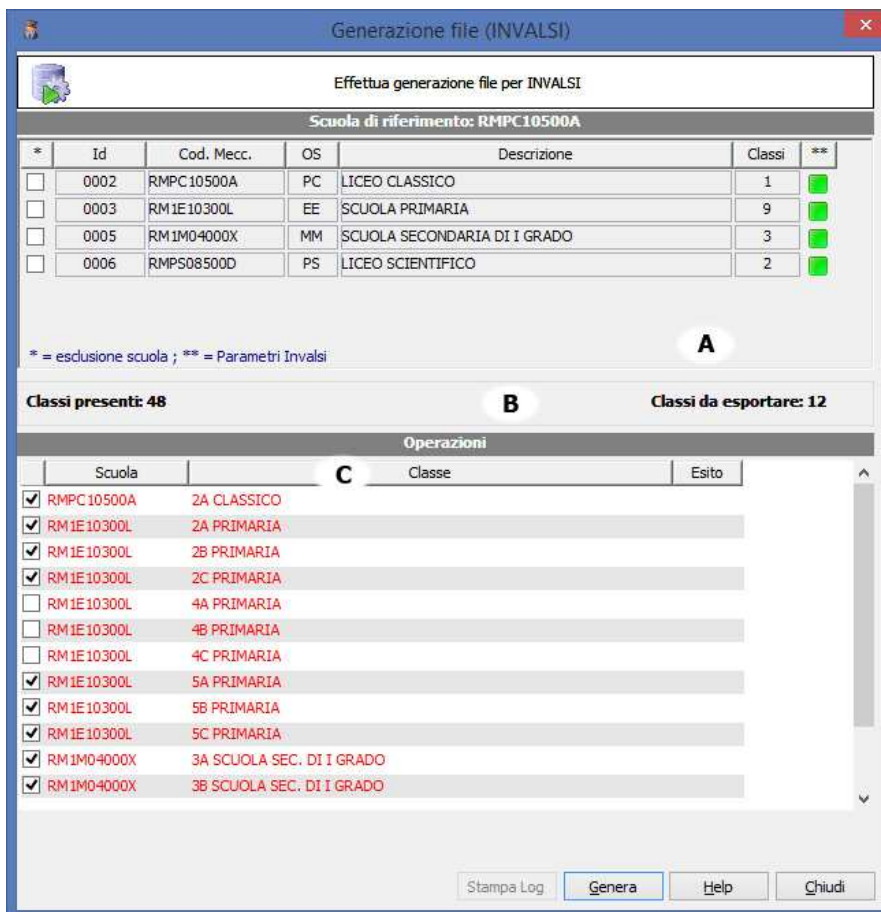 Generazione file (INVALSI)
Effettua generazione file per INVALSI
Scuola di riferimento: RMPC10500A
* Id Cod. Mecc. OS Descrizione Classi **
0002 RMPC10500A PC LICEO CLASSICO 1
0003 RM1E10300L EE SCUOLA PRIMARIA 9
0005 RM1M04000X MM SCUOLA SECONDARIA DI I GRADO 3
0006 RMPS08500D PS LICEO SCIENTIFICO 2
A
* = esclusione scuola ; ** = Parametri Invalsi
Classi presenti: 48 B Classi da esportare: 12
Operazioni
Scuola C Classe Esito
RMPC10500A 2A CLASSICO
RM1E10300L 2A PRIMARIA
RM1E10300L 2B PRIMARIA
RM1E10300L 2C PRIMARIA
RM1E10300L 4A PRIMARIA
RM1E10300L 4B PRIMARIA
RM1E10300L 4C PRIMARIA
RM1E10300L 5A PRIMARIA
RM1E10300L 5B PRIMARIA
RM1E10300L 5C PRIMARIA
RM1M04000X 3A SCUOLA SEC. DI I GRADO
RM1M04000X 3B SCUOLA SEC. DI I GRADO
Stampa Log Genera Help Chiudi